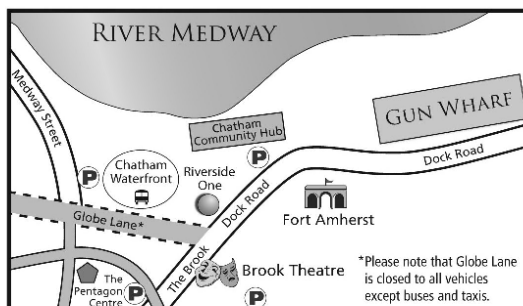 RIVER MEDWAY
Medway Street
Chatham
Community Hub
GUN WHARF
P
P
Chatham
Waterfront
Riverside
One
Dock Road
Dock Road
Globe Lane*
Fort Amherst
The Brook
Brook Theatre
The
Pentagon
Centre
P
P
*Please note that Globe Lane
is closed to all vehicles
except buses and taxis.